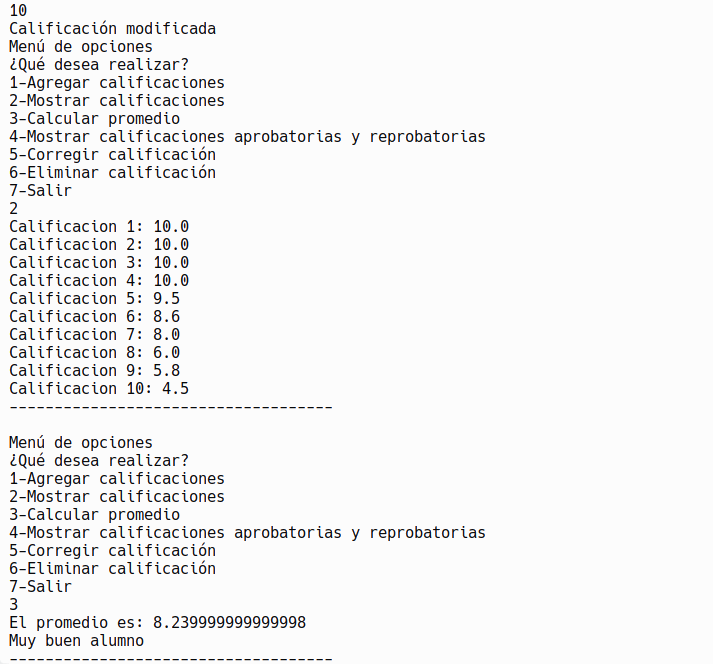 10
Calificación modificada
Menú de opciones
¿Qué desea realizar?
1-Agregar calificaciones
2-Mostrar calificaciones
3-Calcular promedio
4-Mostrar calificaciones aprobatorias y reprobatorias
5-Corregir calificación
6-Eliminar calificación
7-Salir
2
Calificacion 1: 10.0
Calificacion 2: 10.0
Calificacion 3: 10.0
Calificacion 4: 10.0
Calificacion 5: 9.5
Calificacion 6: 8.6
Calificacion 7: 8.0
Calificacion 8: 6.0
Calificacion 9: 5.8
Calificacion 10: 4.5
------------------------------------
Menú de opciones
¿Qué desea realizar?
1-Agregar calificaciones
2-Mostrar calificaciones
3-Calcular promedio
4-Mostrar calificaciones aprobatorias y reprobatorias
5-Corregir calificación
6-Eliminar calificación
7-Salir
3
El promedio es: 8.239999999999998
Muy buen alumno
------------------------------------